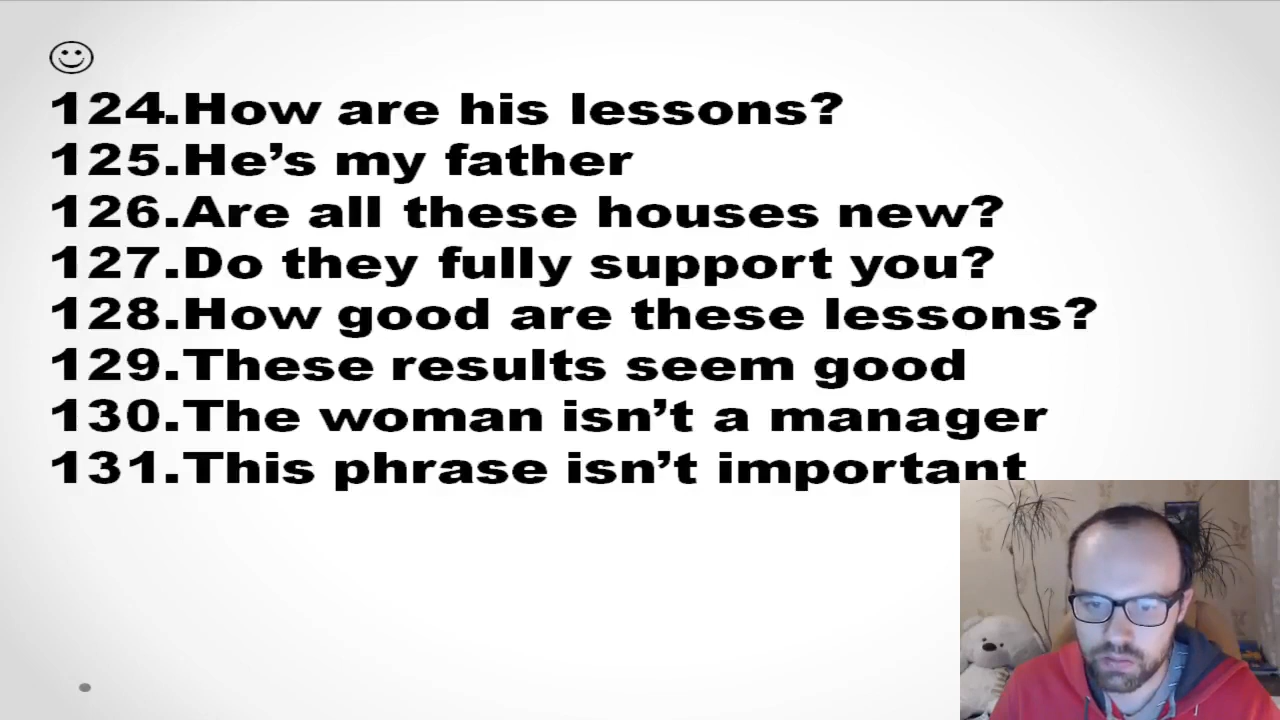 124.How are his lessons?
125.He’s my father
126.Are all these houses new?
127.Do they fully support you?
128.How good are these lessons?
129.These results seem good
130.The woman isn’t a manager
131.This phrase isn’t important